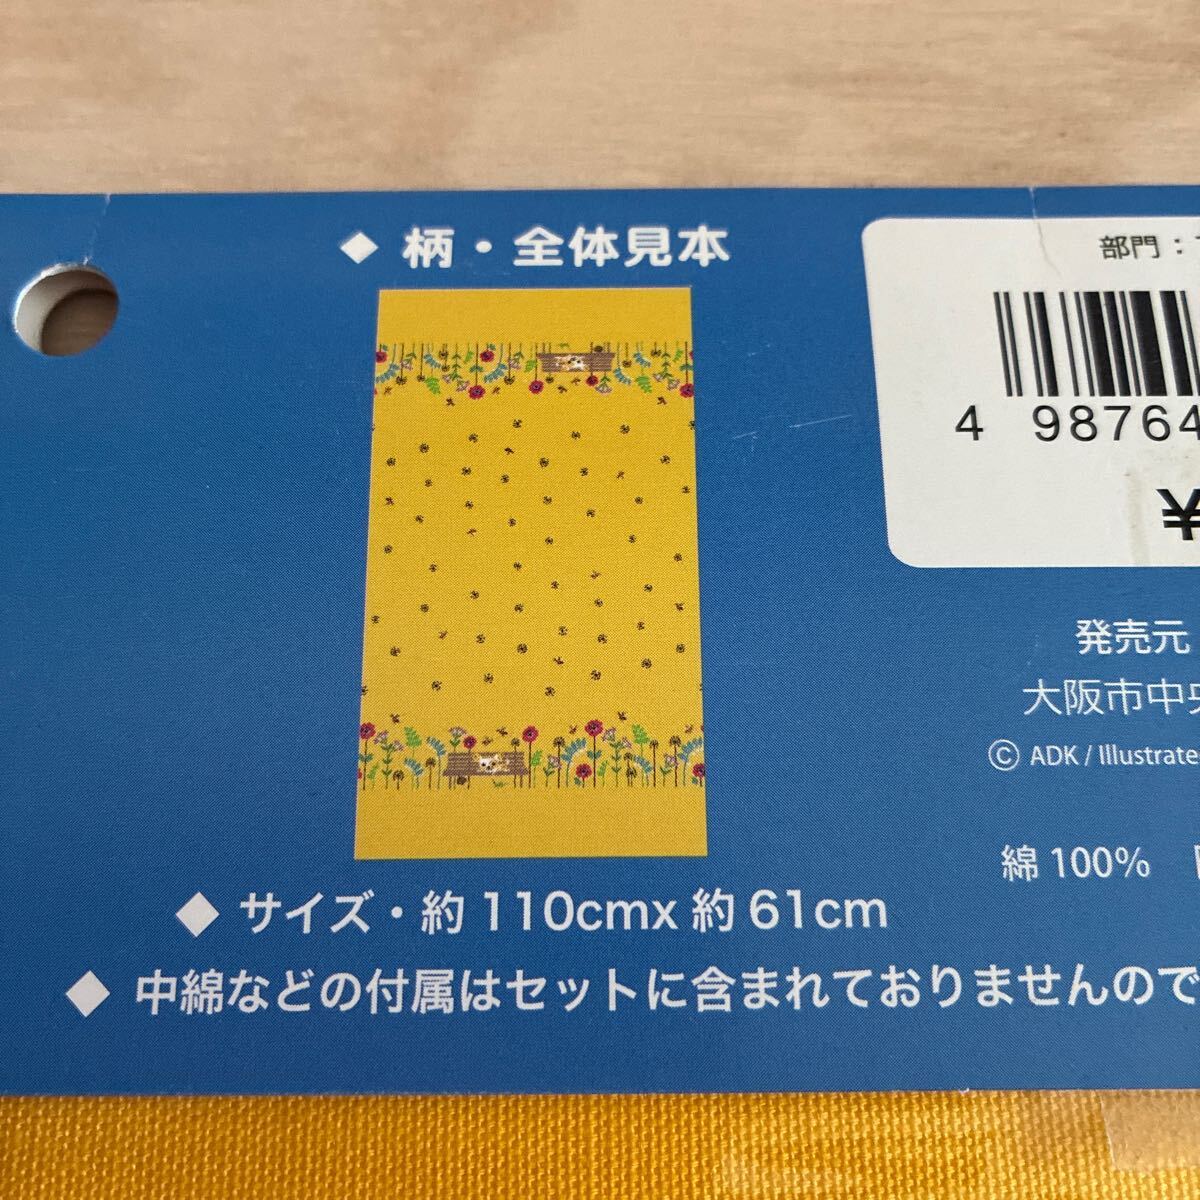 ◆ 柄・全体見本
部門：
4 98764
¥
発売元
大阪市中央
© ADK / Illustrate
綿 100%
◆ サイズ・約 110cmx 約 61cm
◆ 中綿などの付属はセットに含まれておりませんので